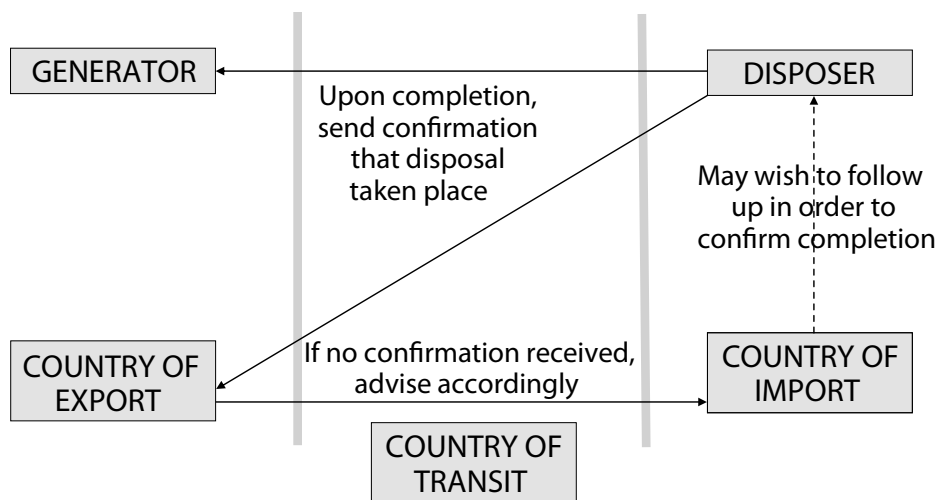 GENERATOR
DISPOSER
Upon completion,
send confirmation
that disposal
taken place
May wish to follow
up in order to
confirm completion
COUNTRY OF
EXPORT
If no confirmation received,
advise accordingly
COUNTRY OF
IMPORT
COUNTRY OF
TRANSIT